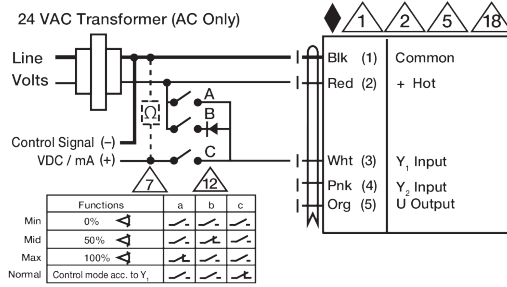 24 VAC Transformer (AC Only)
1 2 5 18
Line
Volts
Blk (1) Common
Red (2) + Hot
A
Ω
B
Control Signal (–)
VDC / mA (+)
C
Wht (3) Y1 Input
Pnk (4) Y2 Input
Org (5) U Output
7 12
Functions a b c
Min 0%
Mid 50%
Max 100%
Normal Control mode acc. to Y1